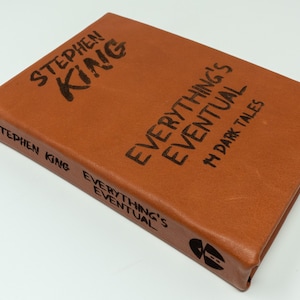 STEPHEN
KING
EVERYTHING'S
EVENTUAL
14 DARK TALES
STEPHEN KING
EVERYTHING'S
EVENTUAL